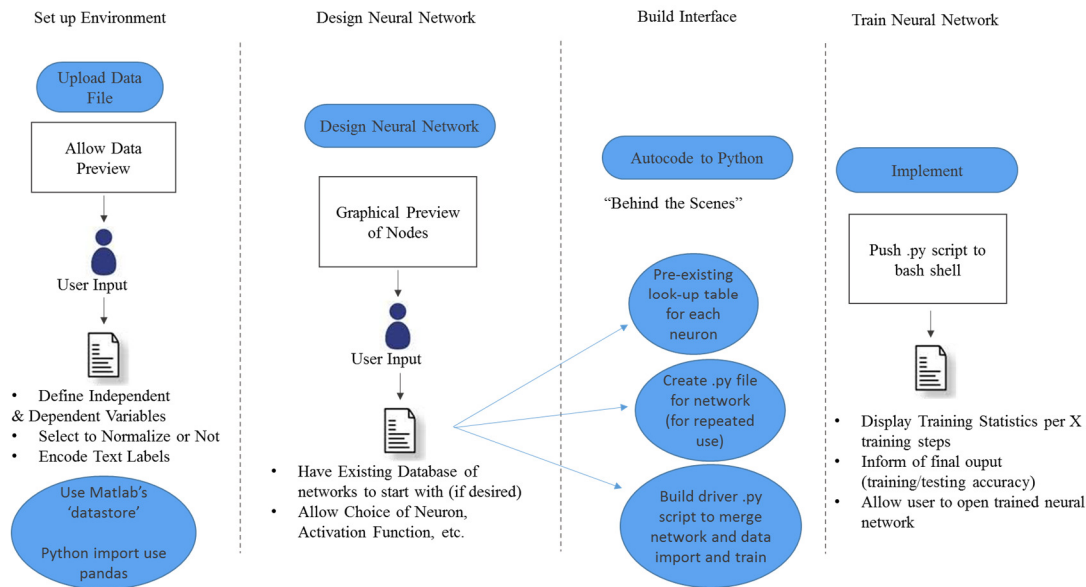 Set up Environment
Upload Data
File
Allow Data
Preview
User Input
• Define Independent
& Dependent Variables
• Select to Normalize or Not
• Encode Text Labels
Use Matlab's
'datastore'
Python import use
pandas
Design Neural Network
Design Neural Network
Graphical Preview
of Nodes
User Input
• Have Existing Database of
networks to start with (if desired)
• Allow Choice of Neuron,
Activation Function, etc.
Build Interface
Autocode to Python
“Behind the Scenes”
Pre-existing
look-up table
for each
neuron
Create .py file
for network
(for repeated
use)
Build driver .py
script to merge
network and data
import and train
Train Neural Network
Implement
Push .py script to
bash shell
• Display Training Statistics per X
training steps
• Inform of final ouput
(training/testing accuracy)
• Allow user to open trained neural
network